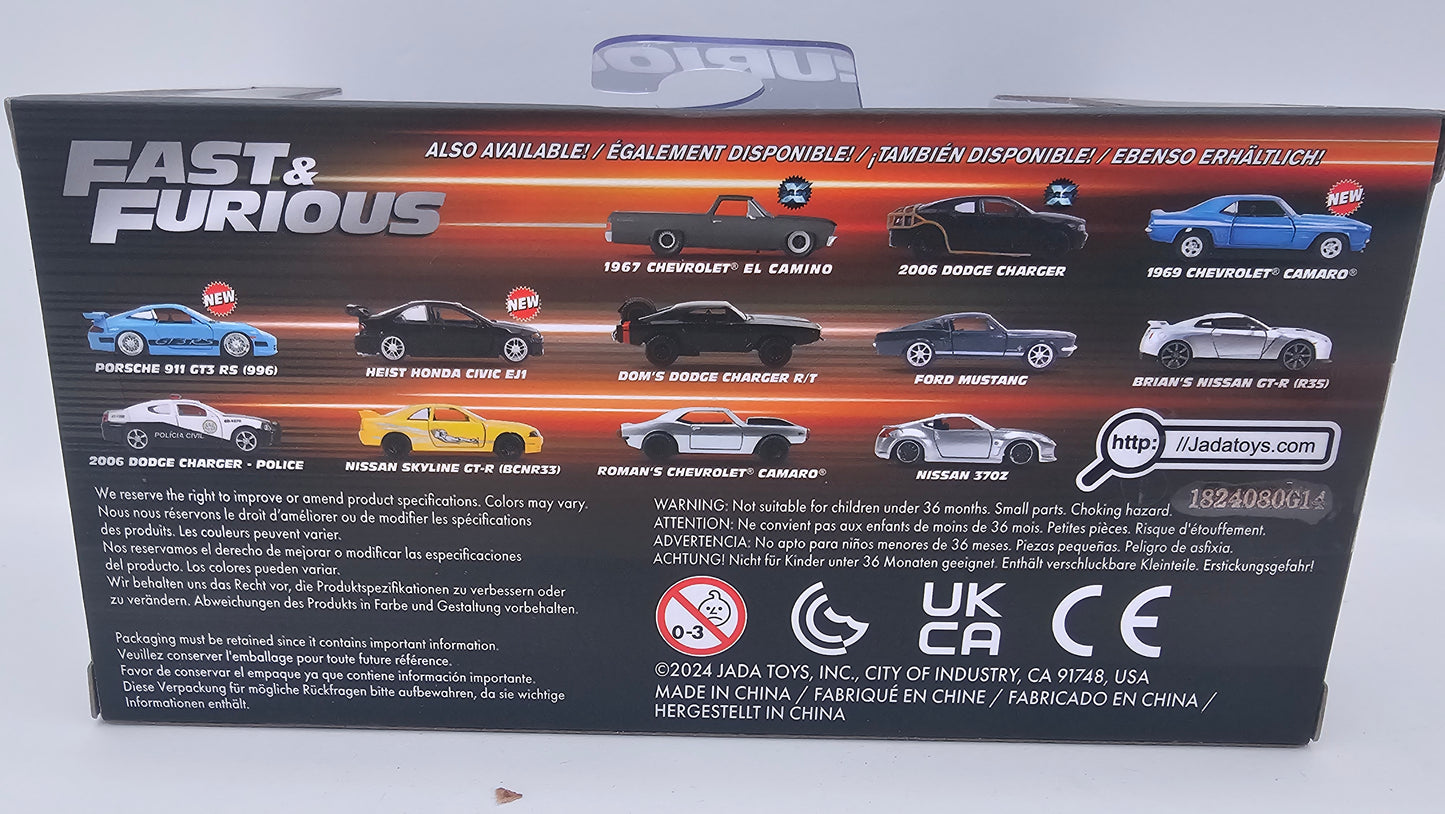 FAST &
FURIOUS
ALSO AVAILABLE! / ÉGALEMENT DISPONIBLE! / ¡TAMBIÉN DISPONIBLE! / EBENSO ERHÄLTLICH!
NEW
1967 CHEVROLET® EL CAMINO
2006 DODGE CHARGER
1969 CHEVROLET CAMARO®
NEW
NEW
GT3 RS
PORSCHE 911 GT3 RS (996)
HEIST HONDA CIVIC EJ1
DOM'S DODGE CHARGER R/T
FORD MUSTANG
BRIAN'S NISSAN GT-R (R35)
POLÍCIA CIVIL
2006 DODGE CHARGER - POLICE
NISSAN SKYLINE GT-R (BCNR33)
ROMAN'S CHEVROLET CAMARO®
NISSAN 370Z
http: //Jadatoys.com
1824080G14
We reserve the right to improve or amend product specifications. Colors may vary.
Nous nous réservons le droit d'améliorer ou de modifier les spécifications
des produits. Les couleurs peuvent varier.
Nos reservamos el derecho de mejorar o modificar las especificaciones
del producto. Los colores pueden variar.
Wir behalten uns das Recht vor, die Produktspezifikationen zu verbessern oder
zu verändern. Abweichungen des Produkts in Farbe und Gestaltung vorbehalten.
Packaging must be retained since it contains important information.
Veuillez conserver l'emballage pour toute future référence.
Favor de conservar el empaque ya que contiene información importante.
Diese Verpackung für mögliche Rückfragen bitte aufbewahren, da sie wichtige
Informationen enthält.
WARNING: Not suitable for children under 36 months. Small parts. Choking hazard.
ATTENTION: Ne convient pas aux enfants de moins de 36 mois. Petites pièces. Risque d'étouffement.
ADVERTENCIA: No apto para niños menores de 36 meses. Piezas pequeñas. Peligro de asfixia.
ACHTUNG! Nicht für Kinder unter 36 Monaten geeignet. Enthält verschluckbare Kleinteile. Erstickungsgefahr!
0-3
UK
CA
CE
©2024 JADA TOYS, INC., CITY OF INDUSTRY, CA 91748, USA
MADE IN CHINA / FABRIQUÉ EN CHINE / FABRICADO EN CHINA /
HERGESTELLT IN CHINA